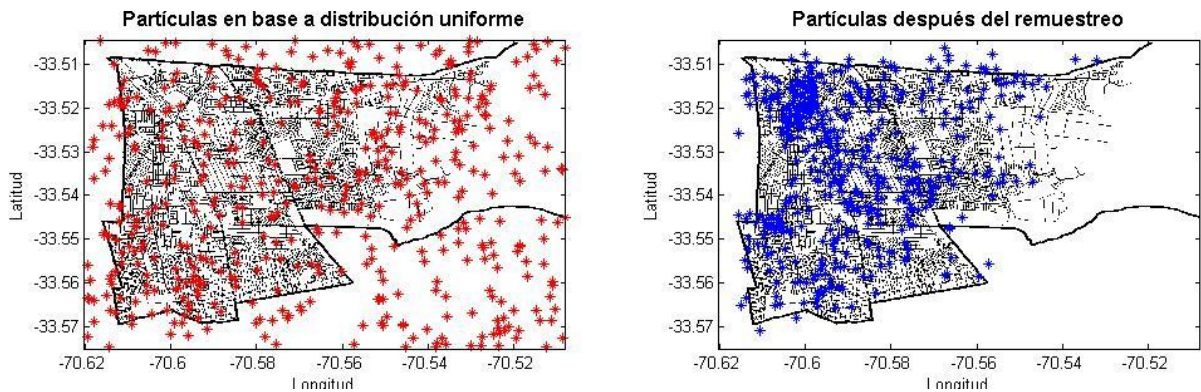 Partículas en base a distribución uniforme
-33.51
-33.52
-33.53
-33.54
-33.55
-33.56
-33.57
Latitud
-70.62 -70.6 -70.58 -70.56 -70.54 -70.52
Longitud
Partículas después del remuestreo
-33.51
-33.52
-33.53
-33.54
-33.55
-33.56
-33.57
Latitud
-70.62 -70.6 -70.58 -70.56 -70.54 -70.52
Longitud